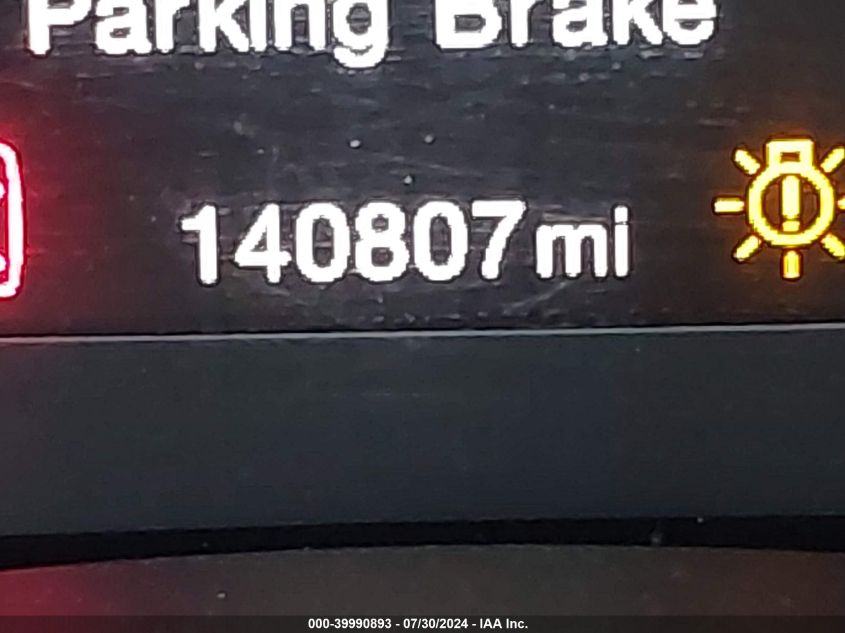 Parking Brake
140807 mi
000-39990893 - 07/30/2024 - IAA Inc.